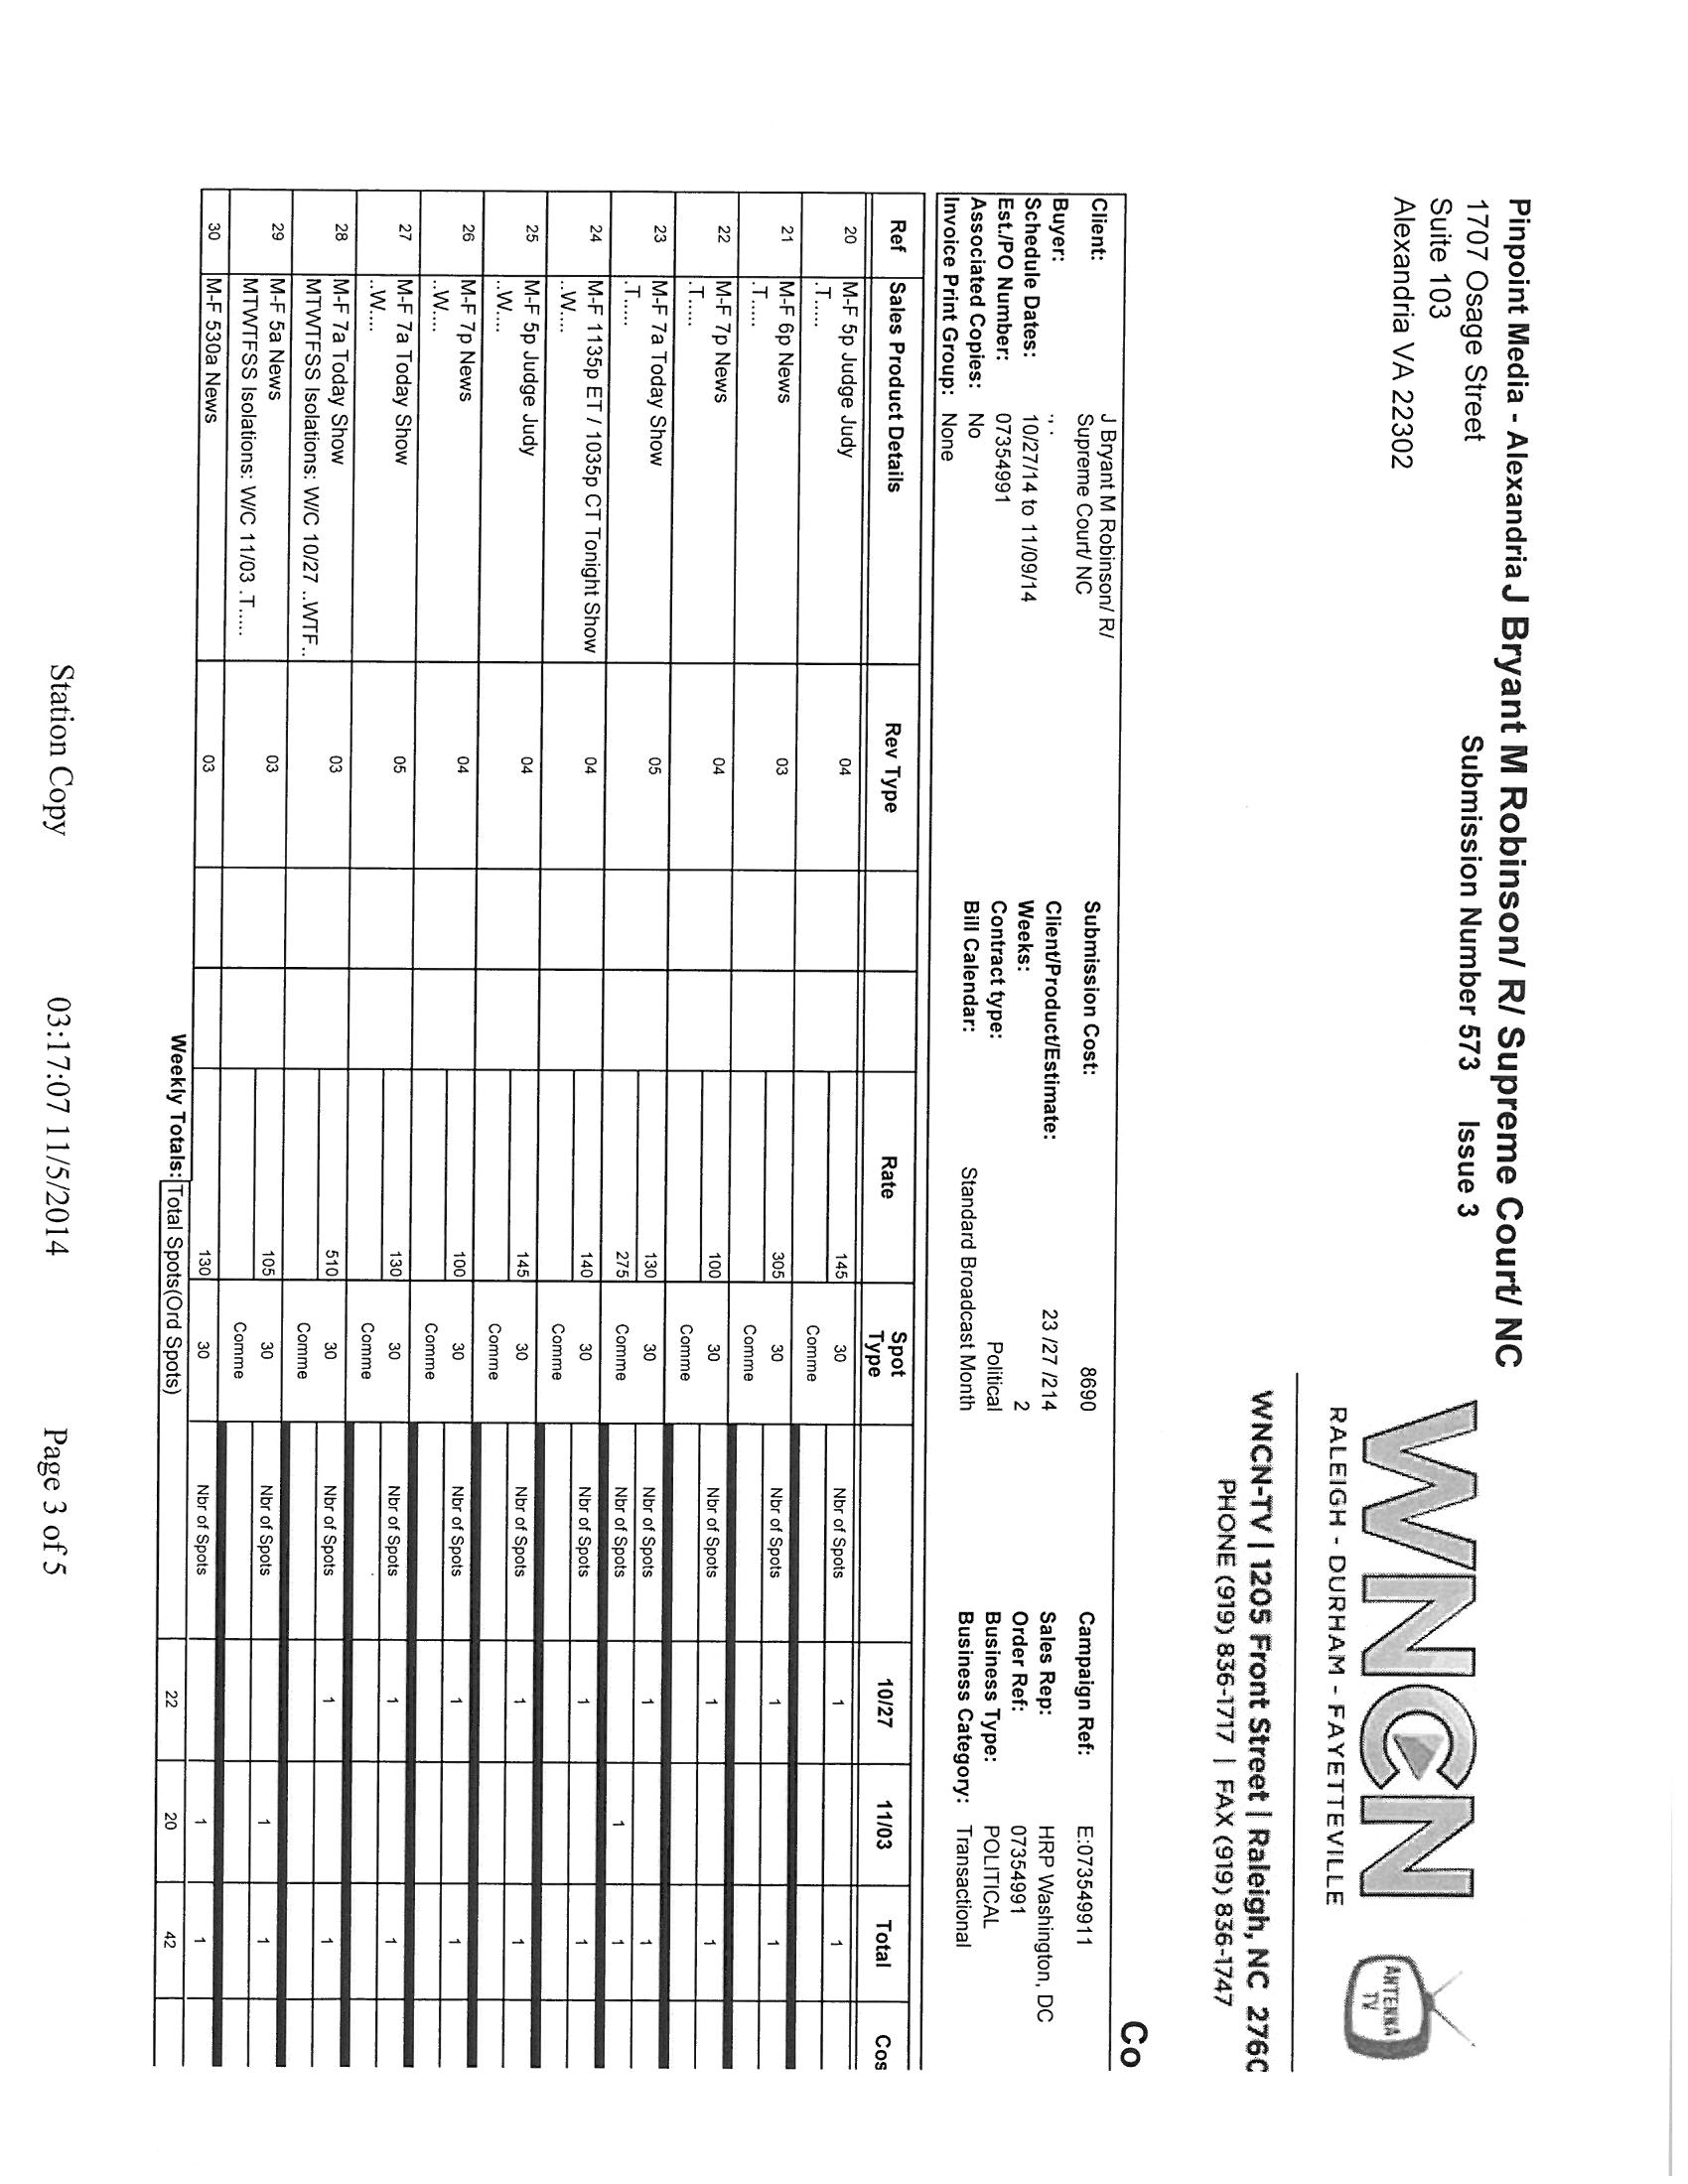 Pinpoint Media - Alexandria J Bryant M Robinson/ R/ Supreme Court/ NC
1707 Osage Street
Suite 103
Alexandria VA 22302
Submission Number 573 Issue 3
WNCN
RALEIGH - DURHAM - FAYETTEVILLE
ANTENNA TV
WNCN-TV | 1205 Front Street | Raleigh, NC 276
PHONE (919) 836-1717 | FAX (919) 836-1747
Co
Client: J Bryant M Robinson/ R/ Supreme Court/ NC Submission Cost: 8690 Campaign Ref: E:073549911
Buyer: ., . Client/Product/Estimate: 23 /27 /214 Sales Rep: HRP Washington, DC
Schedule Dates: 10/27/14 to 11/09/14 Weeks: 2 Order Ref: 07354991
Est./PO Number: 07354991 Contract type: Political Business Type: POLITICAL
Associated Copies: No Bill Calendar: Standard Broadcast Month Business Category: Transactional
Invoice Print Group: None
Ref Sales Product Details Rev Type Rate Spot Type 10/27 11/03 Total Cos
20 M-F 5p Judge Judy 04 145 30 Nbr of Spots 1 1
.T..... Comme
21 M-F 6p News 03 305 30 Nbr of Spots 1 1
.T..... Comme
22 M-F 7p News 04 100 30 Nbr of Spots 1 1
.T..... Comme
23 M-F 7a Today Show 05 130 30 Nbr of Spots 1 1
.T..... 275 Comme Nbr of Spots 1 1
24 M-F 1135p ET / 1035p CT Tonight Show 04 140 30 Nbr of Spots 1 1
..W.... Comme
25 M-F 5p Judge Judy 04 145 30 Nbr of Spots 1 1
..W.... Comme
26 M-F 7p News 04 100 30 Nbr of Spots 1 1
..W.... Comme
27 M-F 7a Today Show 05 130 30 Nbr of Spots 1 1
..W.... Comme
28 M-F 7a Today Show 03 510 30 Nbr of Spots 1 1
MTWTFSS Isolations: W/C 10/27 ..WTF.. Comme
29 M-F 5a News 03 105 30 Nbr of Spots 1 1
MTWTFSS Isolations: W/C 11/03 .T..... Comme
30 M-F 530a News 03 130 30 Nbr of Spots 1 1
Weekly Totals: Total Spots(Ord Spots) 22 20 42
Station Copy 03:17:07 11/5/2014 Page 3 of 5